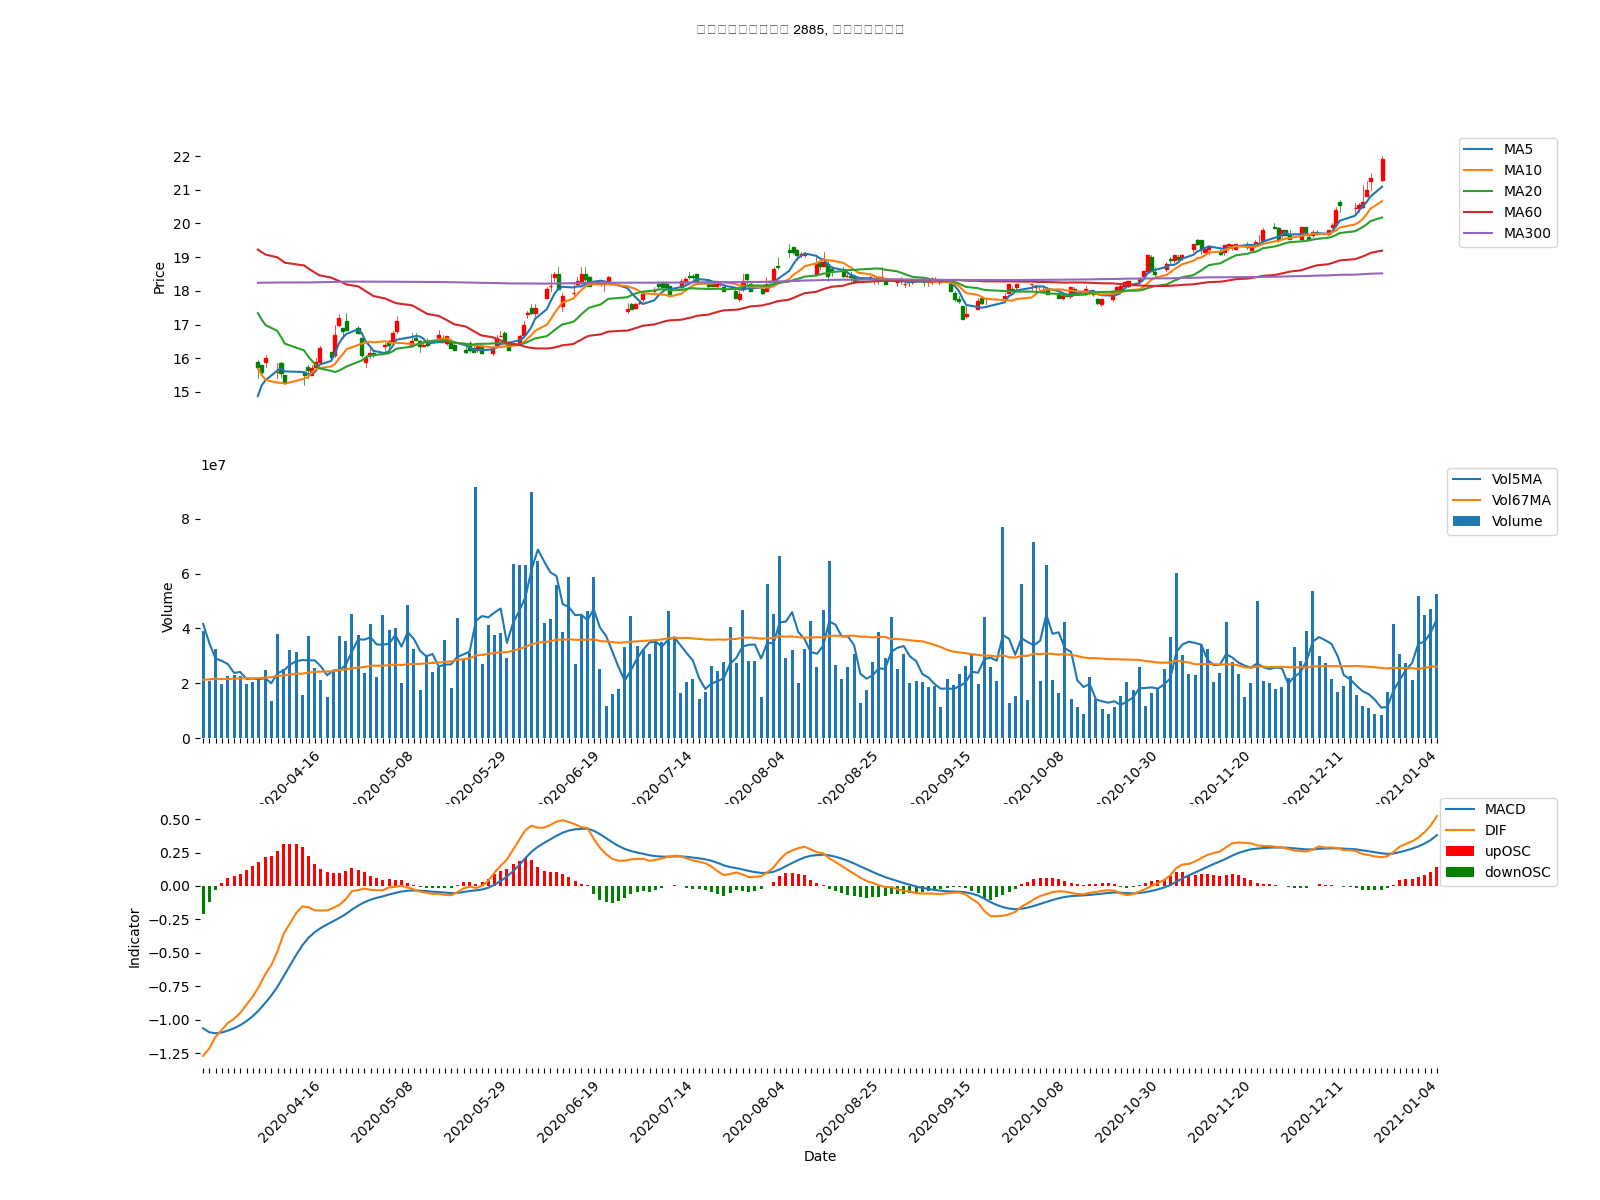 2885,
Price
22
21
20
19
18
17
16
15
MA5
MA10
MA20
MA60
MA300
1e7
Volume
8
6
4
2
0
Vol5MA
Vol67MA
Volume
2020-04-16 2020-05-08 2020-05-29 2020-06-19 2020-07-14 2020-08-04 2020-08-25 2020-09-15 2020-10-08 2020-10-30 2020-11-20 2020-12-11 2021-01-04
Indicator
0.50
0.25
0.00
−0.25
−0.50
−0.75
−1.00
−1.25
MACD
DIF
upOSC
downOSC
2020-04-16 2020-05-08 2020-05-29 2020-06-19 2020-07-14 2020-08-04 2020-08-25 2020-09-15 2020-10-08 2020-10-30 2020-11-20 2020-12-11 2021-01-04
Date